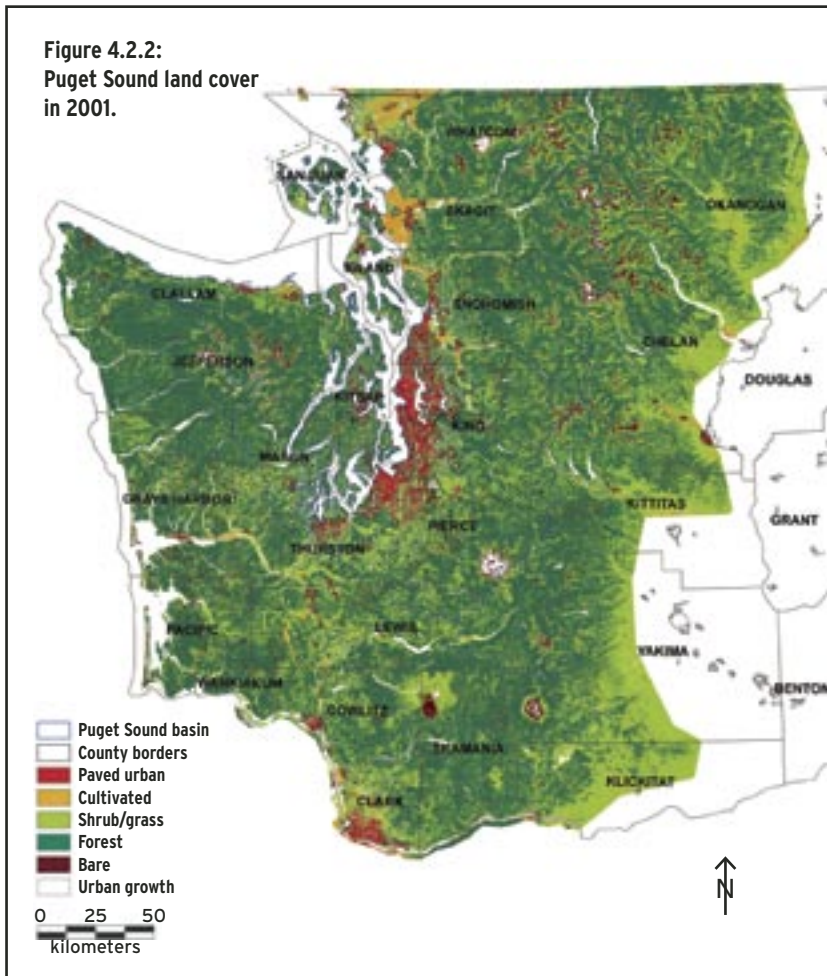 Figure 4.2.2:
Puget Sound land cover
in 2001.
WHATCOM
SAN JUAN
OKANOGAN
SKAGIT
ISLAND
SNOHOMISH
CLALLAM
CHELAN
JEFFERSON
DOUGLAS
KITSAP
KING
MASON
GRAYS HARBOR
KITTITAS
GRANT
PIERCE
THURSTON
PACIFIC
LEWIS
YAKIMA
WAHKIAKUM
BENTON
COWLITZ
SKAMANIA
KLICKITAT
CLARK
Puget Sound basin
County borders
Paved urban
Cultivated
Shrub/grass
Forest
Bare
Urban growth
0 25 50
kilometers
N